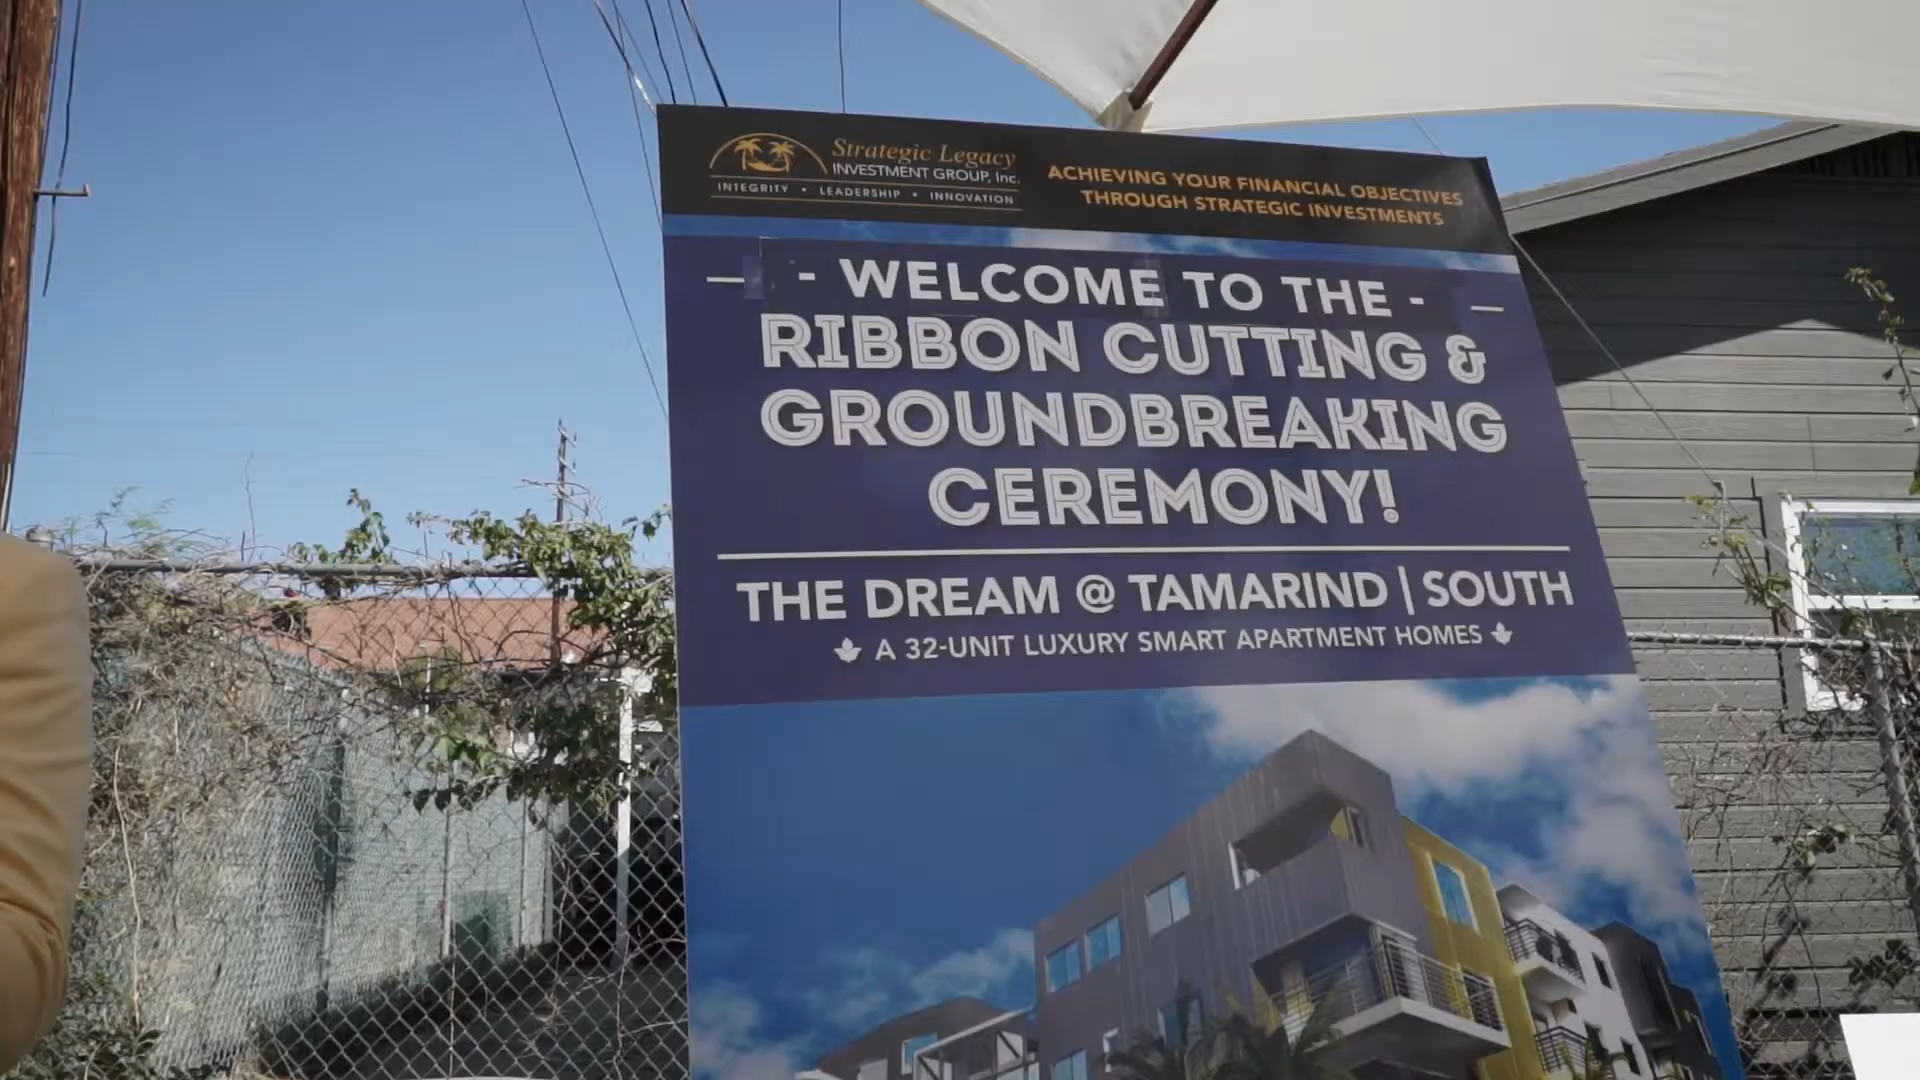 Strategic Legacy
INVESTMENT GROUP, Inc.
INTEGRITY • LEADERSHIP • INNOVATION
ACHIEVING YOUR FINANCIAL OBJECTIVES
THROUGH STRATEGIC INVESTMENTS
- WELCOME TO THE -
RIBBON CUTTING &
GROUNDBREAKING
CEREMONY!
THE DREAM @ TAMARIND | SOUTH
A 32-UNIT LUXURY SMART APARTMENT HOMES